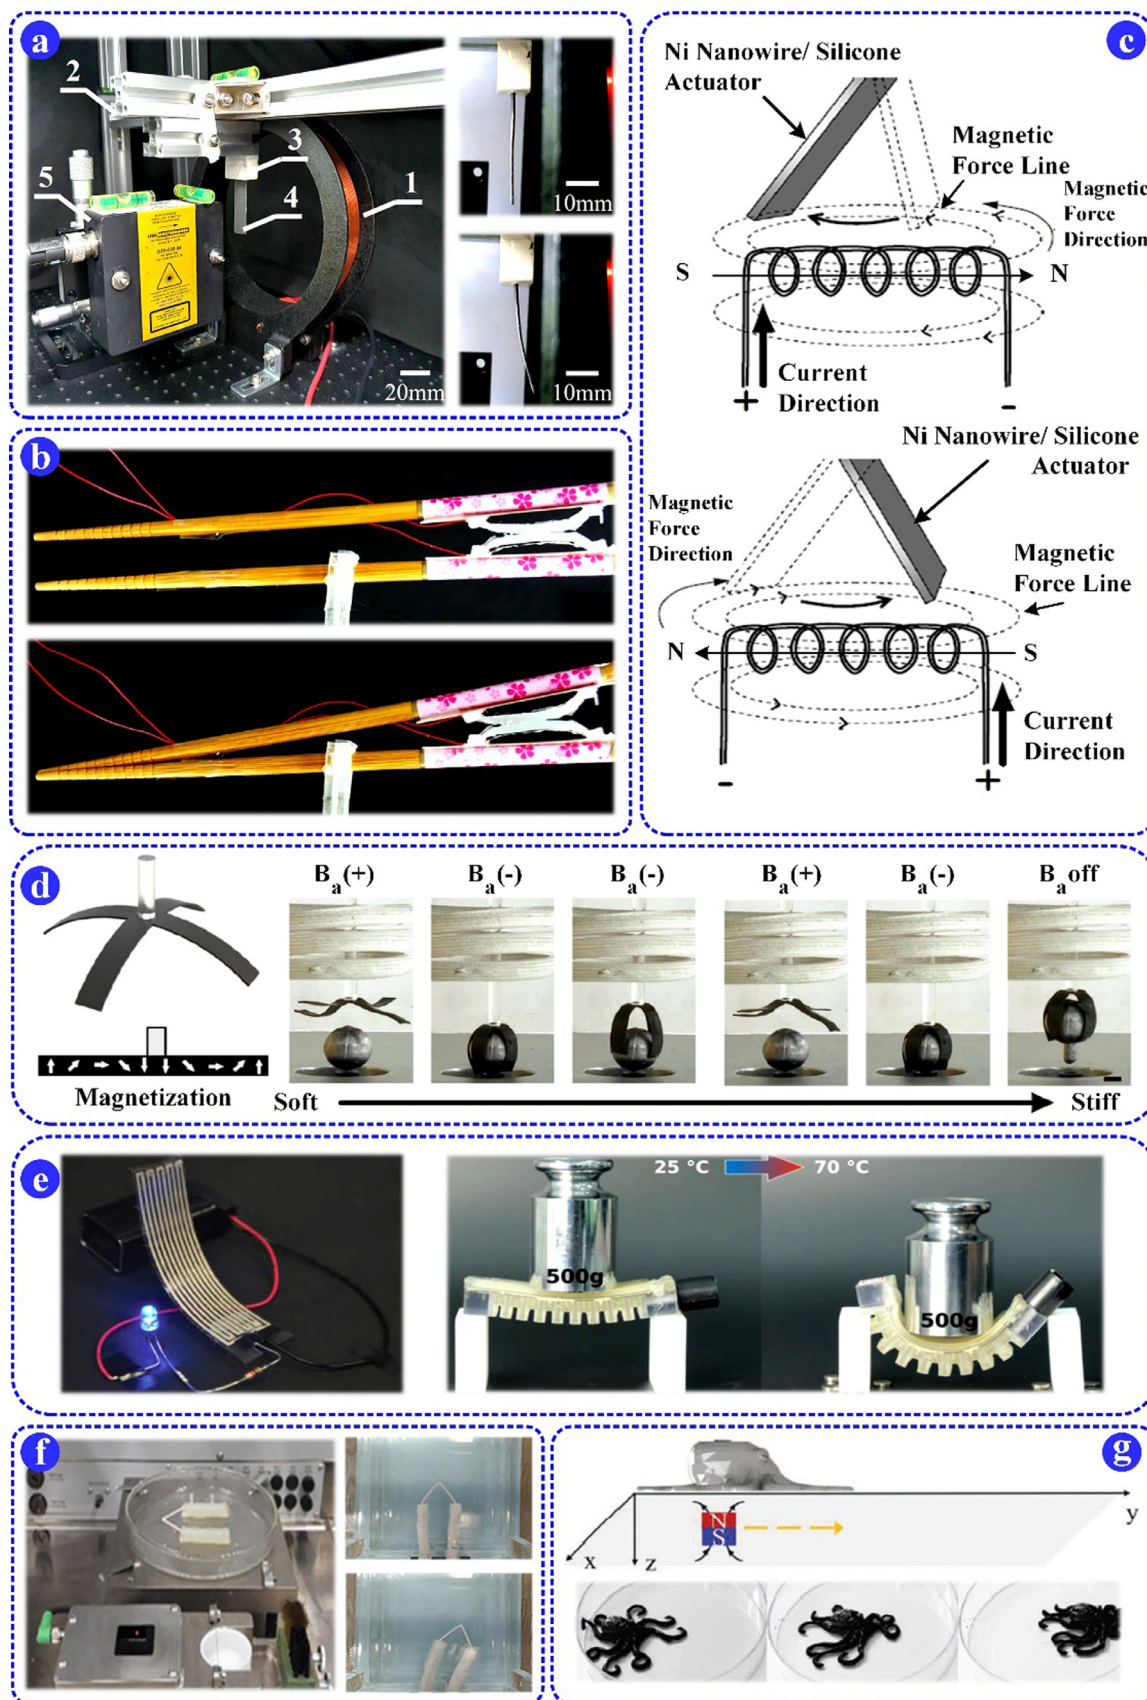 a
2
5
3
4
1
20mm
10mm
10mm
b
c
Ni Nanowire/ Silicone
Actuator
Magnetic
Force Line
Magnetic
Force
Direction
S
N
Current
Direction
+
-
Ni Nanowire/ Silicone
Actuator
Magnetic
Force
Direction
Magnetic
Force Line
N
S
Current
Direction
-
+
d
Magnetization
Ba(+)
Ba(-)
Ba(-)
Ba(+)
Ba(-)
Ba off
Soft
Stiff
e
25 °C
70 °C
500g
500g
f
g
N
S
x
z
y